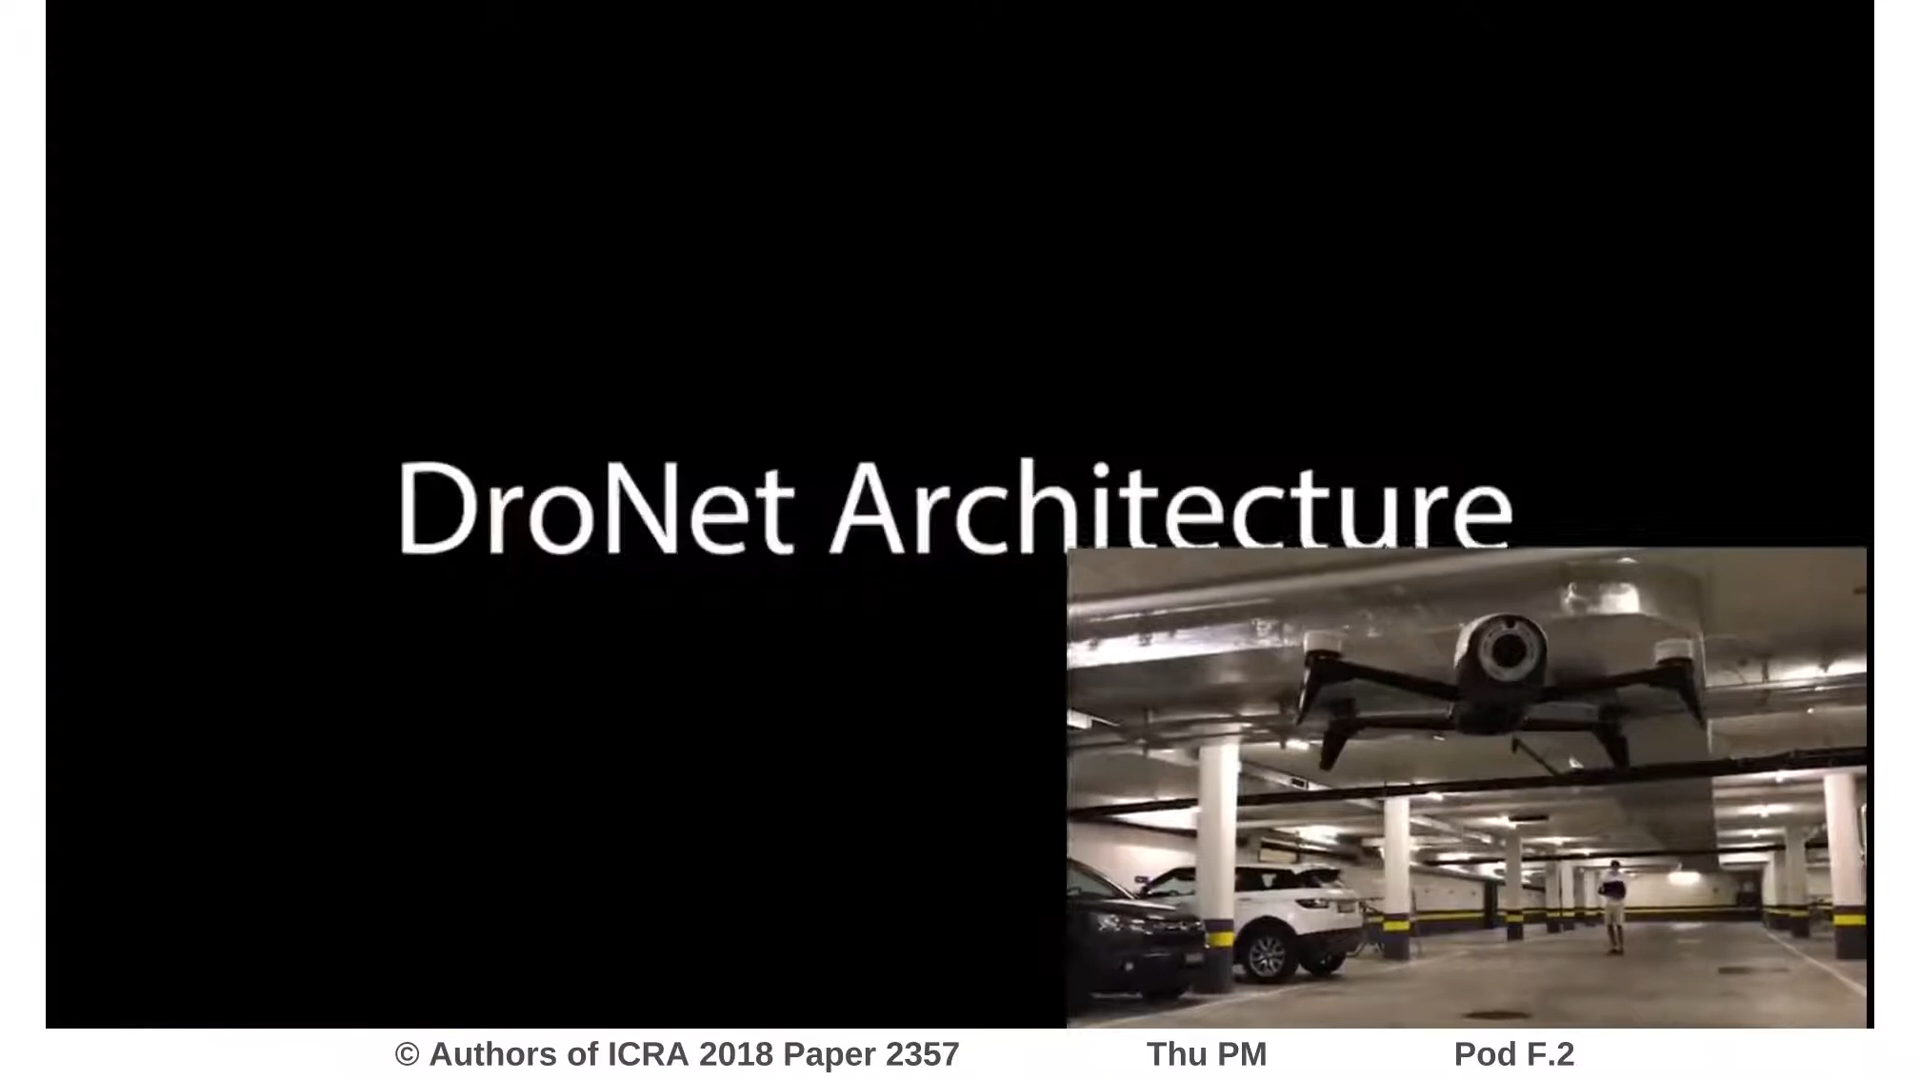 DroNet Architecture
© Authors of ICRA 2018 Paper 2357 Thu PM Pod F.2